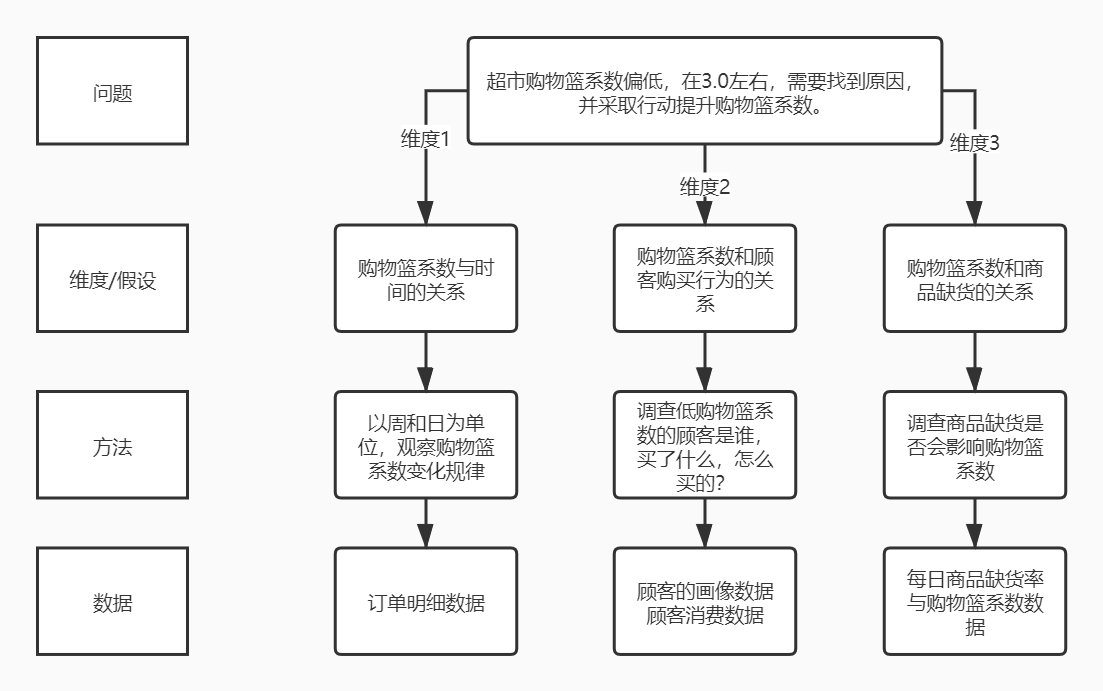 问题
超市购物篮系数偏低，在3.0左右，需要找到原因，
并采取行动提升购物篮系数。
维度1
维度2
维度3
维度/假设
购物篮系数与时
间的关系
购物篮系数和顾
客购买行为的关
系
购物篮系数和商
品缺货的关系
方法
以周和日为单
位，观察购物篮
系数变化规律
调查低购物篮系
数的顾客是谁，
买了什么，怎么
买的？
调查商品缺货是
否会影响购物篮
系数
数据
订单明细数据
顾客的画像数据
顾客消费数据
每日商品缺货率
与购物篮系数数
据